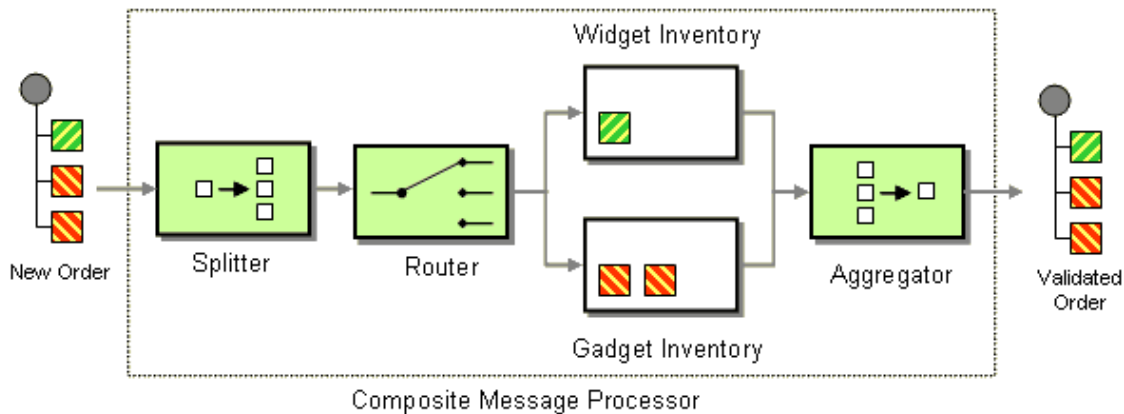 Widget Inventory
New Order
Splitter
Router
Aggregator
Validated
Order
Gadget Inventory
Composite Message Processor